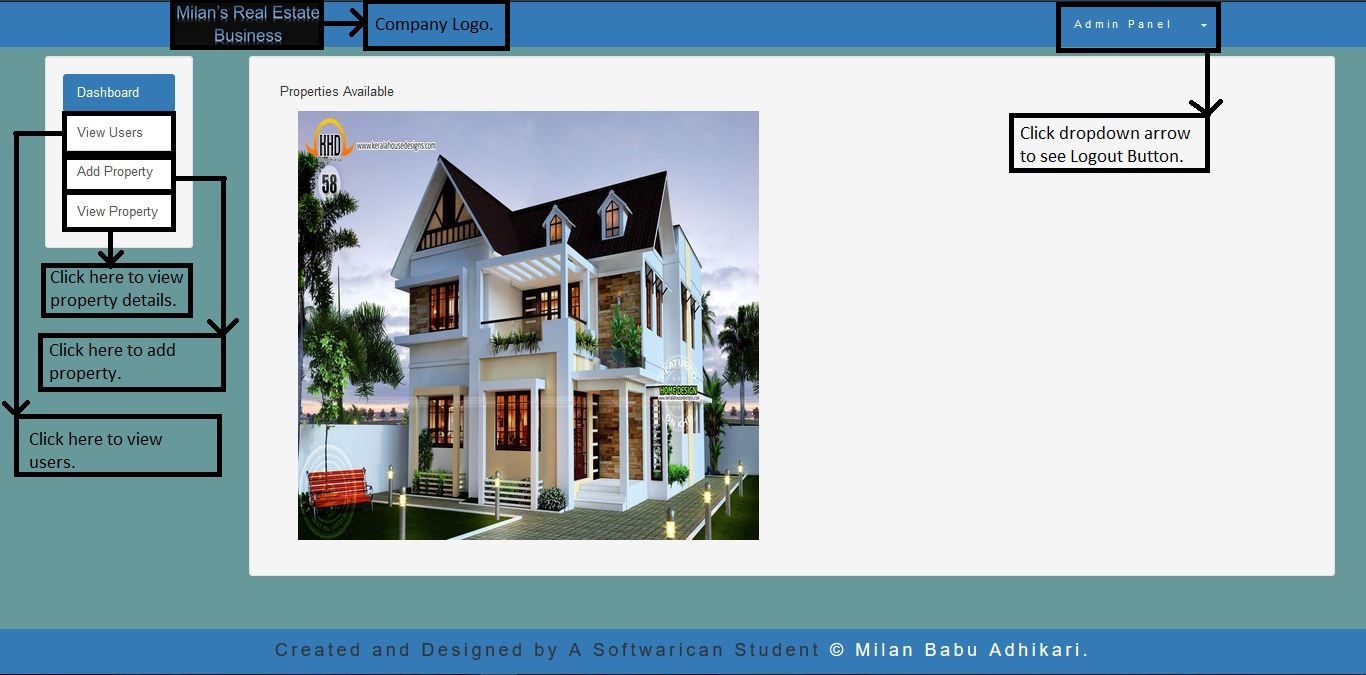 Milan's Real Estate
Business
Company Logo.
Admin Panel
Dashboard
View Users
Add Property
View Property
Click here to view
property details.
Click here to add
property.
Click here to view
users.
Properties Available
KHD
www.keralahousedesigns.com
58
HOME DESIGN
Click dropdown arrow
to see Logout Button.
Created and Designed by A Softwarican Student © Milan Babu Adhikari.